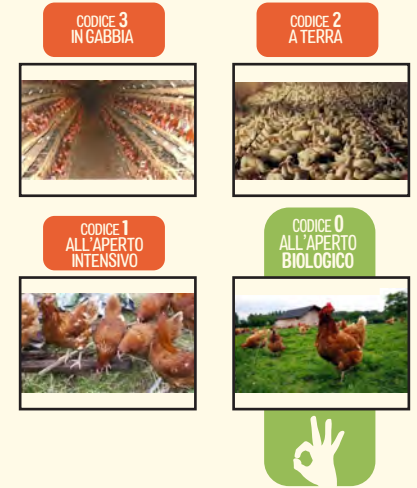 CODICE 3
IN GABBIA
CODICE 2
A TERRA
CODICE 1
ALL'APERTO
INTENSIVO
CODICE 0
ALL'APERTO
BIOLOGICO